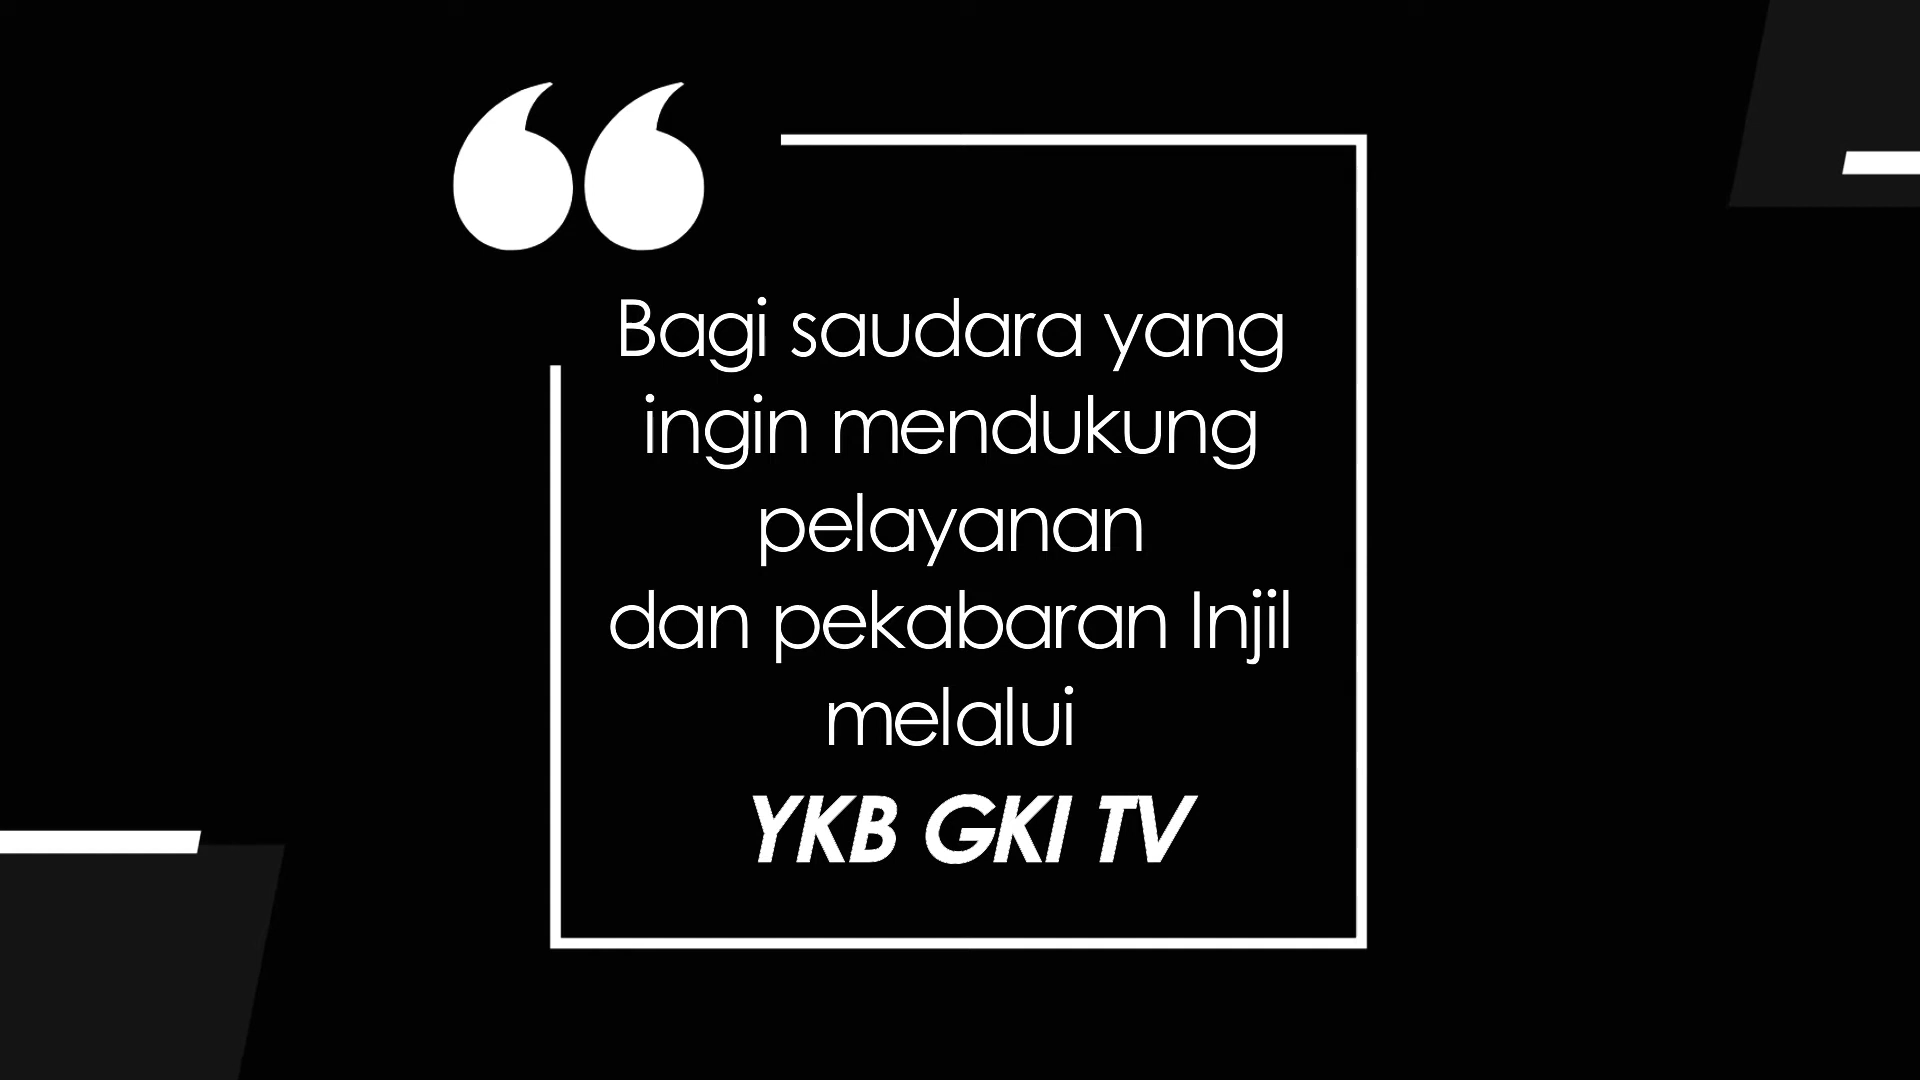 Bagi saudara yang
ingin mendukung
pelayanan
dan pekabaran Injil
melalui
YKB GKI TV